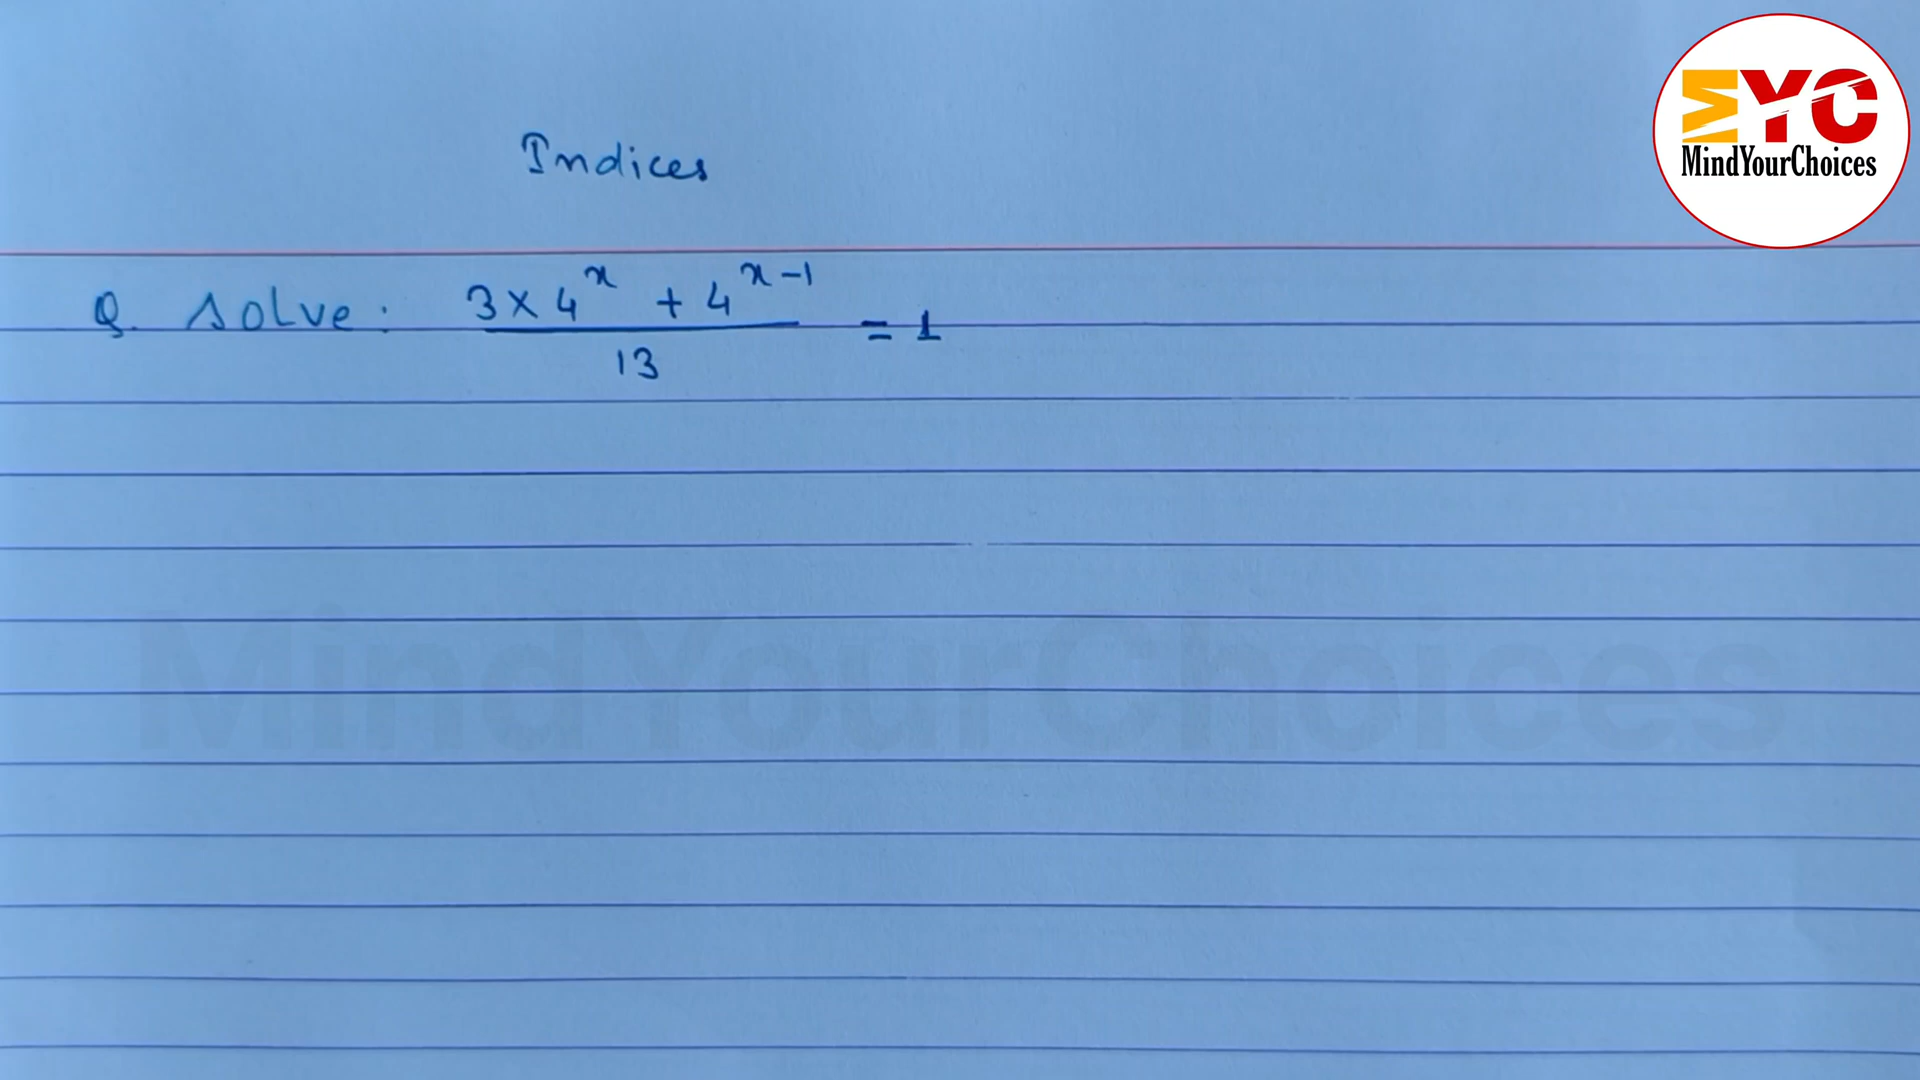 Indices
MYC
MindYourChoices
Q. Solve: 3 × 4^x + 4^(x-1) / 13 = 1
MindYourChoices